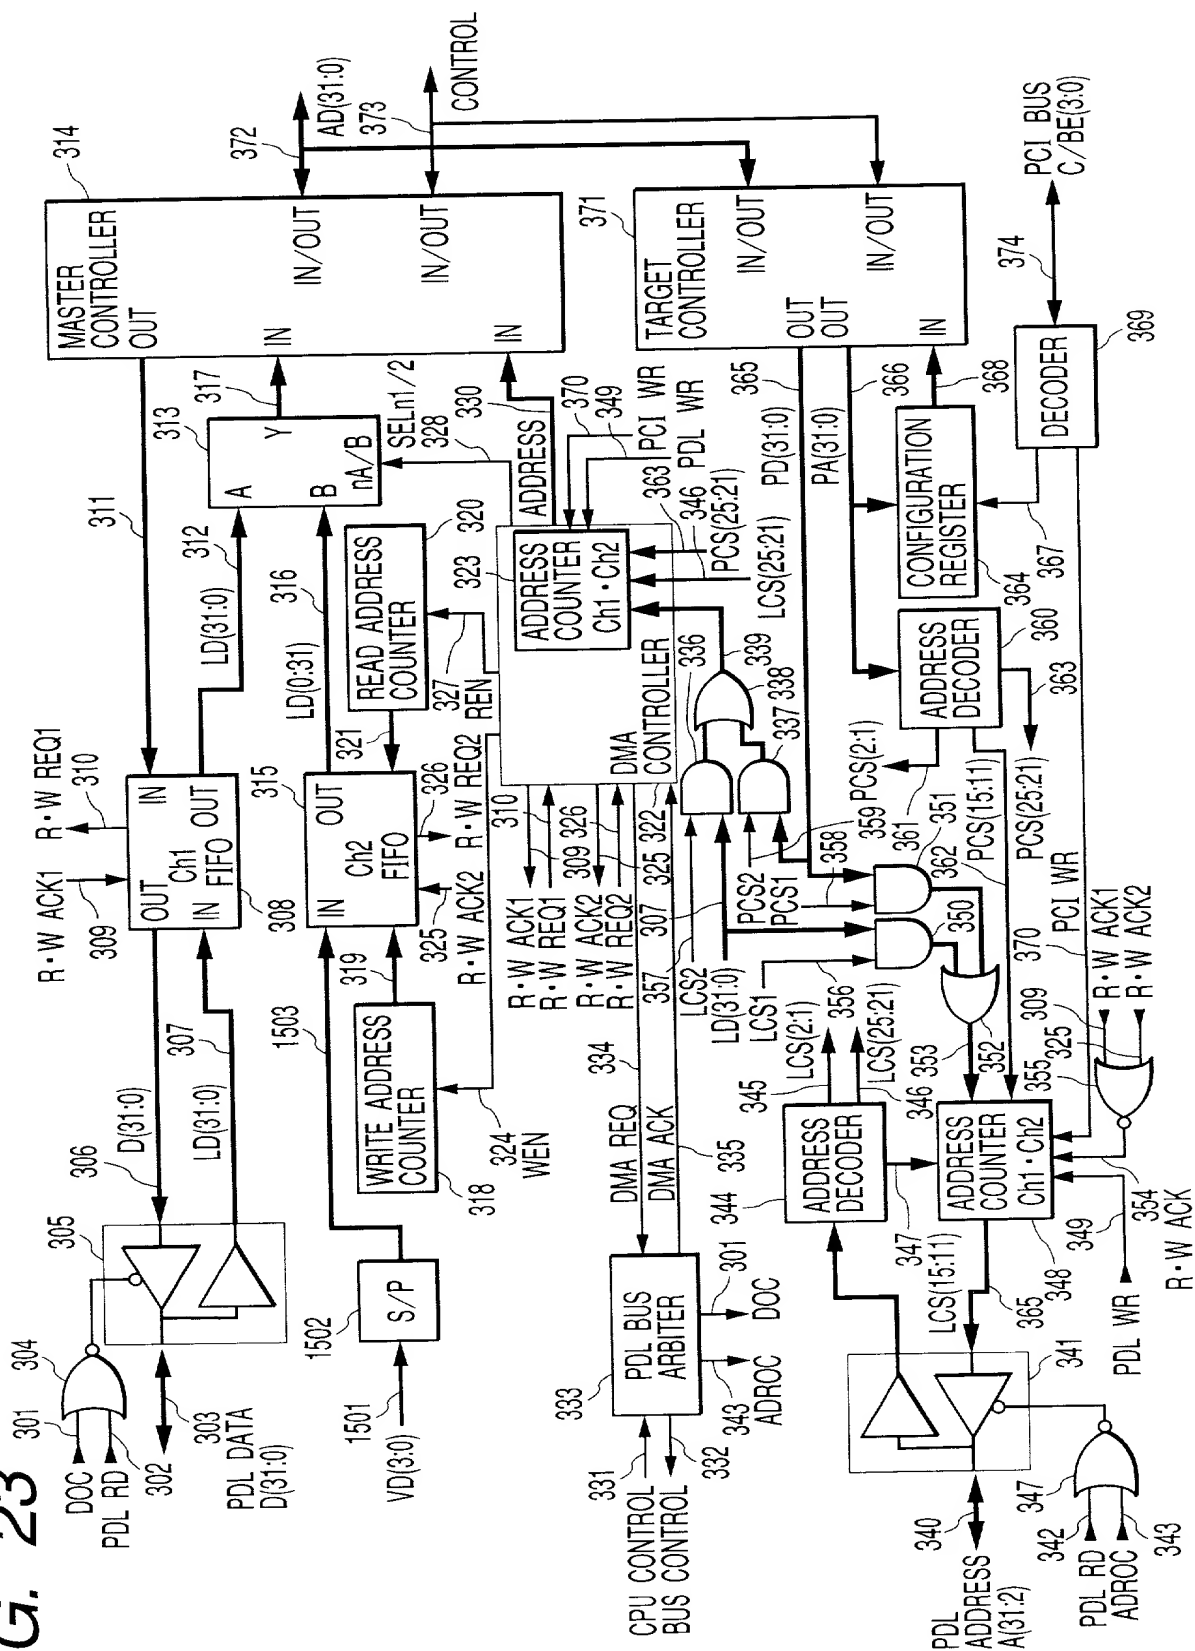 G. 23
DOC
PDL RD
301
302
304
303
PDL DATA
D(31:0)
305
306
D(31:0)
LD(31:0)
307
R·W ACK1
309
R·W REQ1
310
OUT
IN
Ch1
FIFO
IN
OUT
308
311
LD(31:0)
312
313
A
B
Y
nA/B
317
MASTER
CONTROLLER
OUT
IN
IN/OUT
IN/OUT
IN
314
372
AD(31:0)
373
CONTROL
VD(3:0)
1501
1502
S/P
1503
WRITE ADDRESS
COUNTER
318
319
324
WEN
IN
OUT
Ch2
FIFO
315
325
R·W ACK2
326
R·W REQ2
LD(0:31)
316
321
READ ADDRESS
COUNTER
320
327
REN
SELn1/2
328
ADDRESS
330
323
ADDRESS
COUNTER
Ch1·Ch2
DMA
CONTROLLER
322
370
349
PCI WR
PDL WR
363
346
PCS(25:21)
LCS(25:21)
R·W ACK1
R·W REQ1
R·W ACK2
R·W REQ2
310
309
326
325
CPU CONTROL
BUS CONTROL
331
332
333
PDL BUS
ARBITER
343
ADROC
301
DOC
DMA REQ
DMA ACK
334
335
357
LCS2
LD(31:0)
307
LCS1
356
PCS2
PCS1
359
358
336
337
338
339
371
TARGET
CONTROLLER
OUT
OUT
IN
IN/OUT
IN/OUT
365
PD(31:0)
366
PA(31:0)
368
CONFIGURATION
REGISTER
364
367
DECODER
369
374
PCI BUS
C/BE(3:0)
ADDRESS
DECODER
360
363
PCS(2:1)
361
PCS(15:11)
362
PCS(25:21)
351
350
352
353
PCI WR
370
PDL
ADDRESS
A(31:2)
340
341
PDL RD
ADROC
342
343
347
344
ADDRESS
DECODER
345
LCS(2:1)
346
LCS(25:21)
347
LCS(15:11)
365
ADDRESS
COUNTER
Ch1·Ch2
348
349
PDL WR
354
R·W ACK
355
309
325
R·W ACK1
R·W ACK2